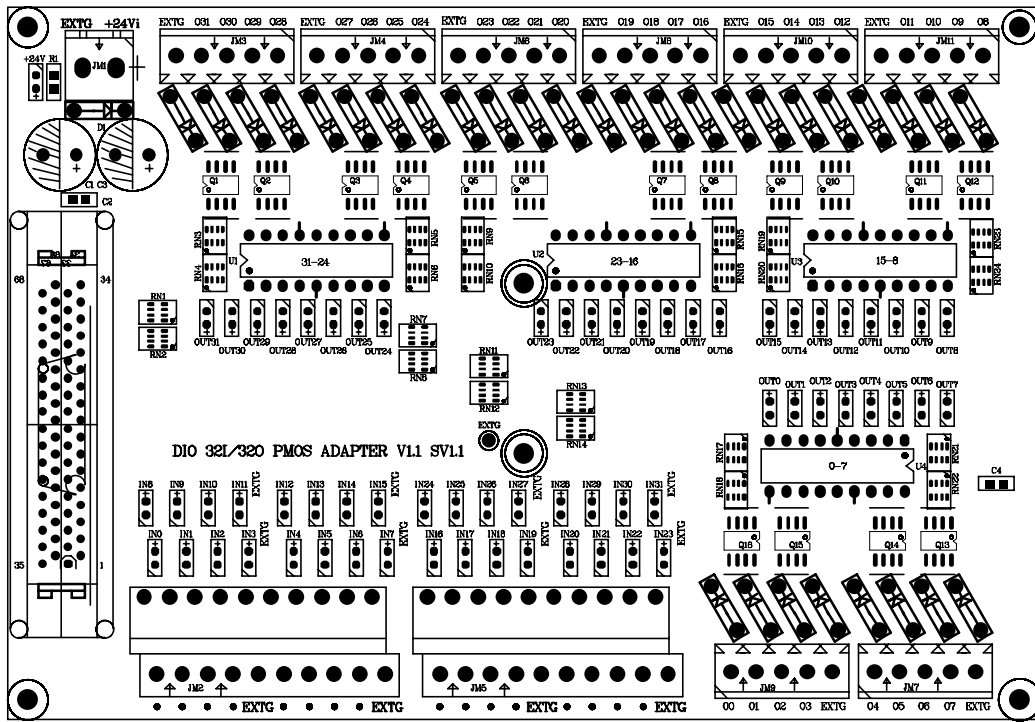 EXTG +24Vi
EXTG O31 O30 O29 O28
EXTG O27 O26 O25 O24
EXTG O23 O22 O21 O20
EXTG O19 O18 O17 O16
EXTG O15 O14 O13 O12
EXTG O11 O10 O9 O8
JM3 JM4 JM6 JM8 JM10 JM11
+24V R1 JM1
D1
C1 C3
C2
Q1 Q2 Q3 Q4 Q5 Q6 Q7 Q8 Q9 Q10 Q11 Q12
RN3 RN5 RN9 RN15 RN19 RN23
U1 31-24 U2 23-16 U3 15-8
RN4 RN6 RN10 RN16 RN20 RN24
68 34
RN1
RN2
OUT31 OUT29 OUT27 OUT25
OUT30 OUT28 OUT26 OUT24
OUT23 OUT21 OUT19 OUT17
OUT22 OUT20 OUT18 OUT16
OUT15 OUT13 OUT11 OUT9
OUT14 OUT12 OUT10 OUT8
RN7
RN8
RN11
RN12
RN13
RN14
EXTG
OUT0 OUT1 OUT2 OUT3 OUT4 OUT5 OUT6 OUT7
DIO 32I/32O PMOS ADAPTER V1.1 SV1.1
RN17 RN21
0-7 U4
RN18 RN22
C4
IN8 IN9 IN10 IN11 EXTG IN12 IN13 IN14 IN15 EXTG IN24 IN25 IN26 IN27 EXTG IN28 IN29 IN30 IN31 EXTG
IN0 IN1 IN2 IN3 EXTG IN4 IN5 IN6 IN7 EXTG IN16 IN17 IN18 IN19 EXTG IN20 IN21 IN22 IN23 EXTG
Q16 Q15 Q14 Q13
35 1
JM2 JM5 JM9 JM7
EXTG EXTG EXTG EXTG
O0 O1 O2 O3 EXTG
O4 O5 O6 O7 EXTG